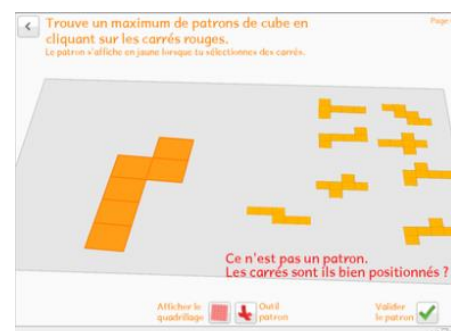 Trouve un maximum de patrons de cube en
Page
cliquant sur les carrés rouges.
Le patron s'affiche en jaune lorsque tu sélectionnes des carrés.
Ce n'est pas un patron.
Les carrés sont ils bien positionnés ?
Afficher le
quadrillage
Outil
patron
Valider
le patron